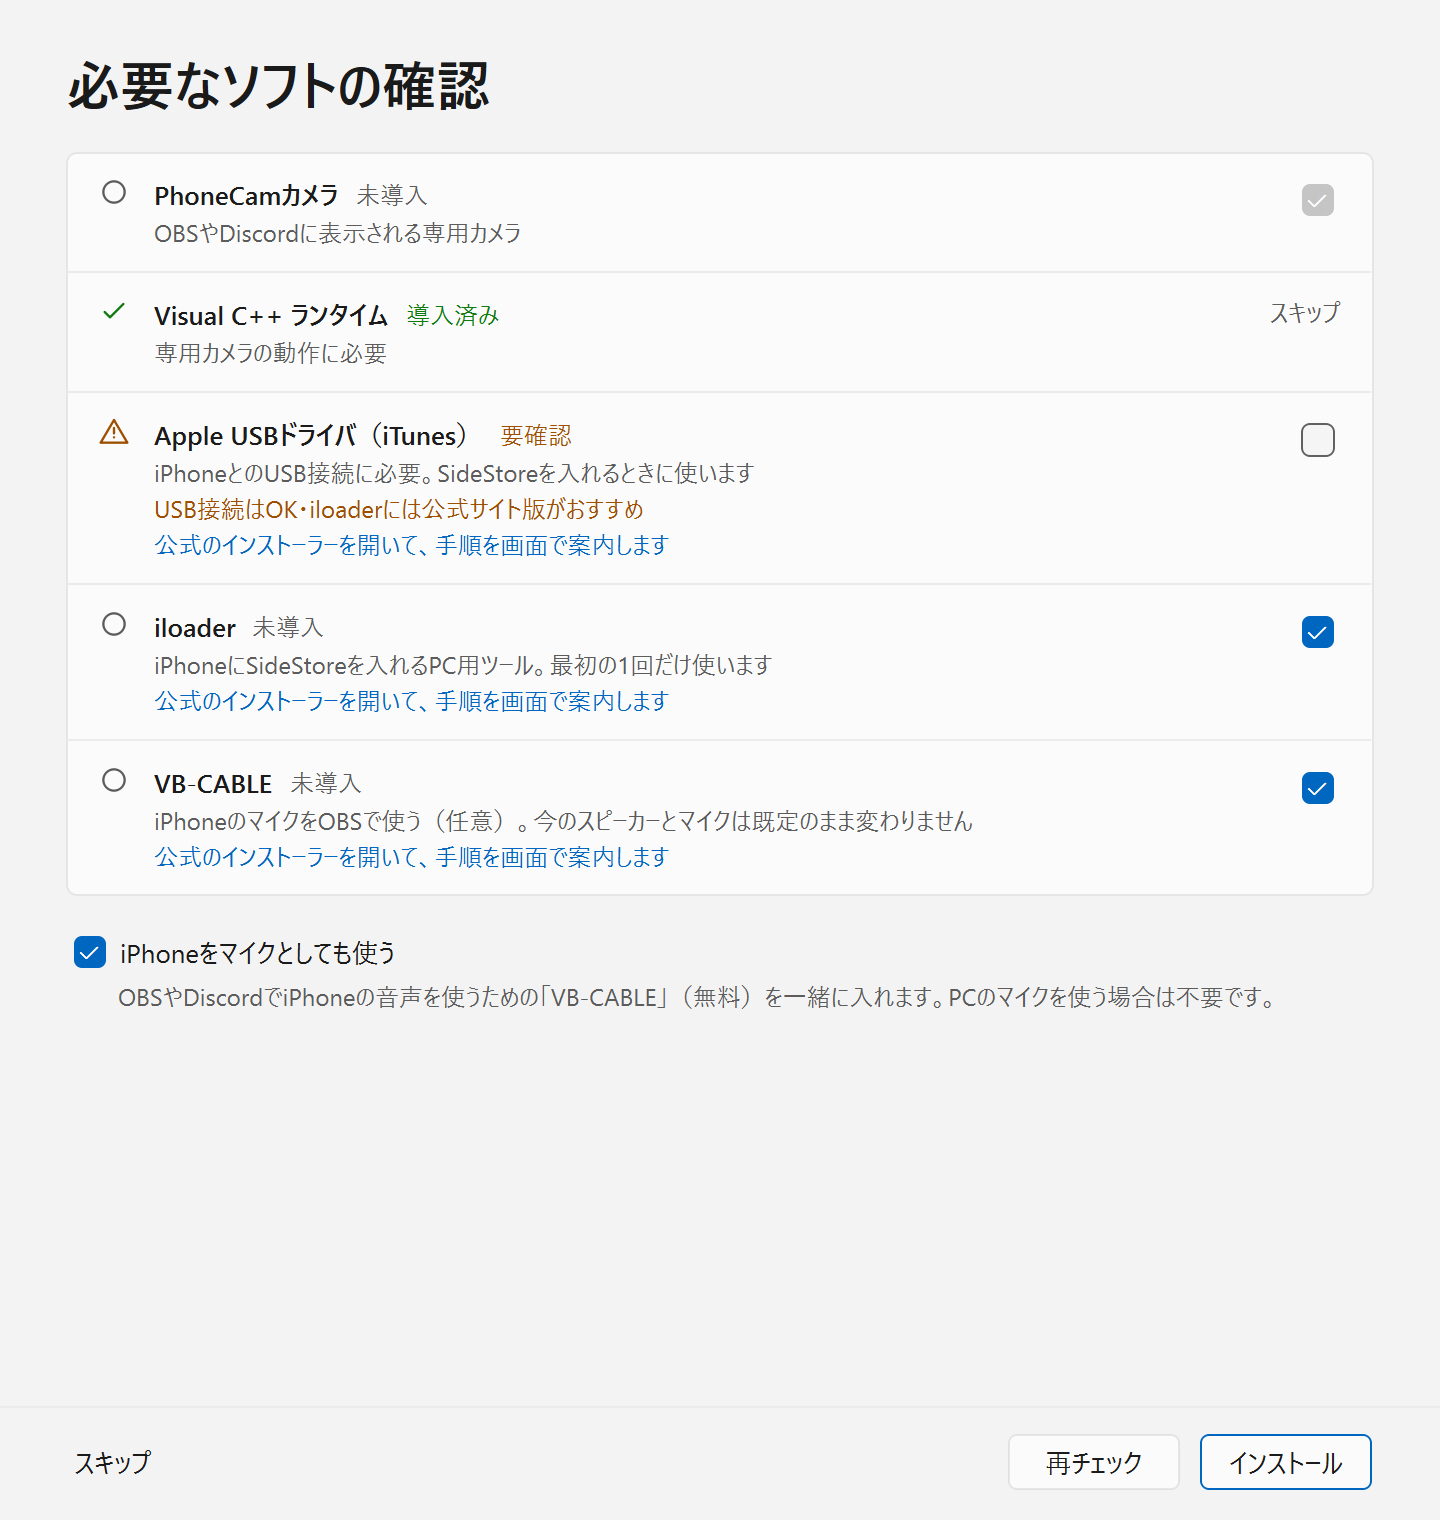 必要なソフトの確認
PhoneCamカメラ 未導入
OBSやDiscordに表示される専用カメラ
Visual C++ ランタイム 導入済み スキップ
専用カメラの動作に必要
Apple USBドライバ（iTunes） 要確認
iPhoneとのUSB接続に必要。SideStoreを入れるときに使います
USB接続はOK・iloaderには公式サイト版がおすすめ
公式のインストーラーを開いて、手順を画面で案内します
iloader 未導入
iPhoneにSideStoreを入れるPC用ツール。最初の1回だけ使います
公式のインストーラーを開いて、手順を画面で案内します
VB-CABLE 未導入
iPhoneのマイクをOBSで使う（任意）。今のスピーカーとマイクは既定のまま変わりません
公式のインストーラーを開いて、手順を画面で案内します
iPhoneをマイクとしても使う
OBSやDiscordでiPhoneの音声を使うための「VB-CABLE」（無料）を一緒に入れます。PCのマイクを使う場合は不要です。
スキップ 再チェック インストール